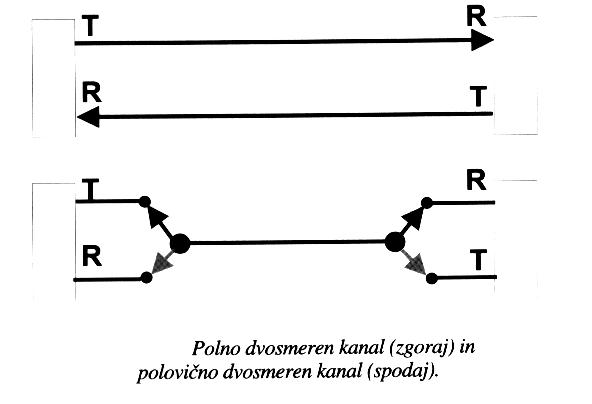 T R
R T
T R
R T
Polno dvosmeren kanal (zgoraj) in
polovično dvosmeren kanal (spodaj).